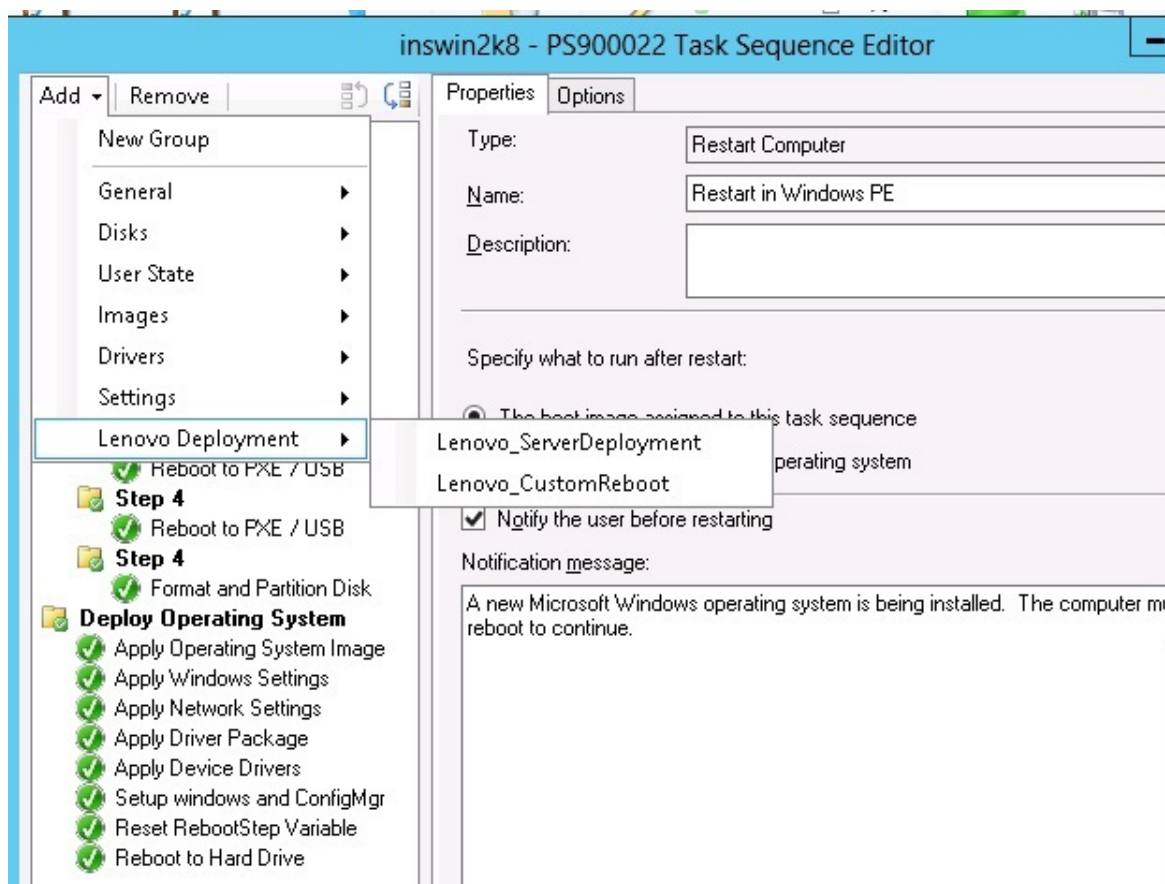 inswin2k8 - PS900022 Task Sequence Editor
Add Remove
New Group
General
Disks
User State
Images
Drivers
Settings
Lenovo Deployment
Lenovo_ServerDeployment
Lenovo_CustomReboot
Reboot to PXE / USB
Step 4
Reboot to PXE / USB
Step 4
Format and Partition Disk
Deploy Operating System
Apply Operating System Image
Apply Windows Settings
Apply Network Settings
Apply Driver Package
Apply Device Drivers
Setup windows and ConfigMgr
Reset RebootStep Variable
Reboot to Hard Drive
Properties Options
Type: Restart Computer
Name: Restart in Windows PE
Description:
Specify what to run after restart:
The boot image assigned to this task sequence
operating system
Notify the user before restarting
Notification message:
A new Microsoft Windows operating system is being installed. The computer
reboot to continue.